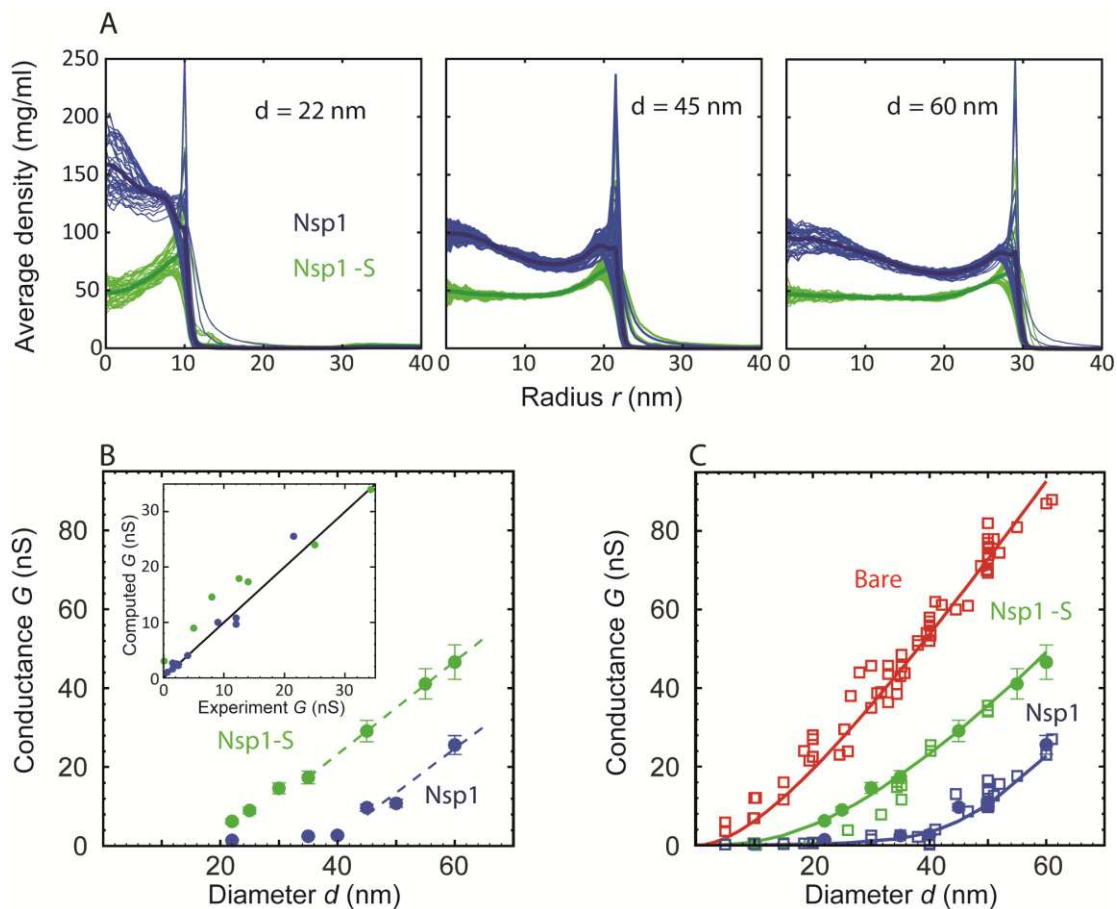 A
Average density (mg/ml)
250
200
150
100
50
0
d = 22 nm
d = 45 nm
d = 60 nm
Nsp1
Nsp1 -S
0 10 20 30 40 0 10 20 30 40 0 10 20 30 40
Radius r (nm)
B
Conductance G (nS)
80
60
40
20
0
Computed G (nS)
30
20
10
0
0 10 20 30
Experiment G (nS)
Nsp1-S
Nsp1
20 40 60
Diameter d (nm)
C
Conductance G (nS)
80
60
40
20
0
Bare
Nsp1 -S
Nsp1
20 40 60
Diameter d (nm)